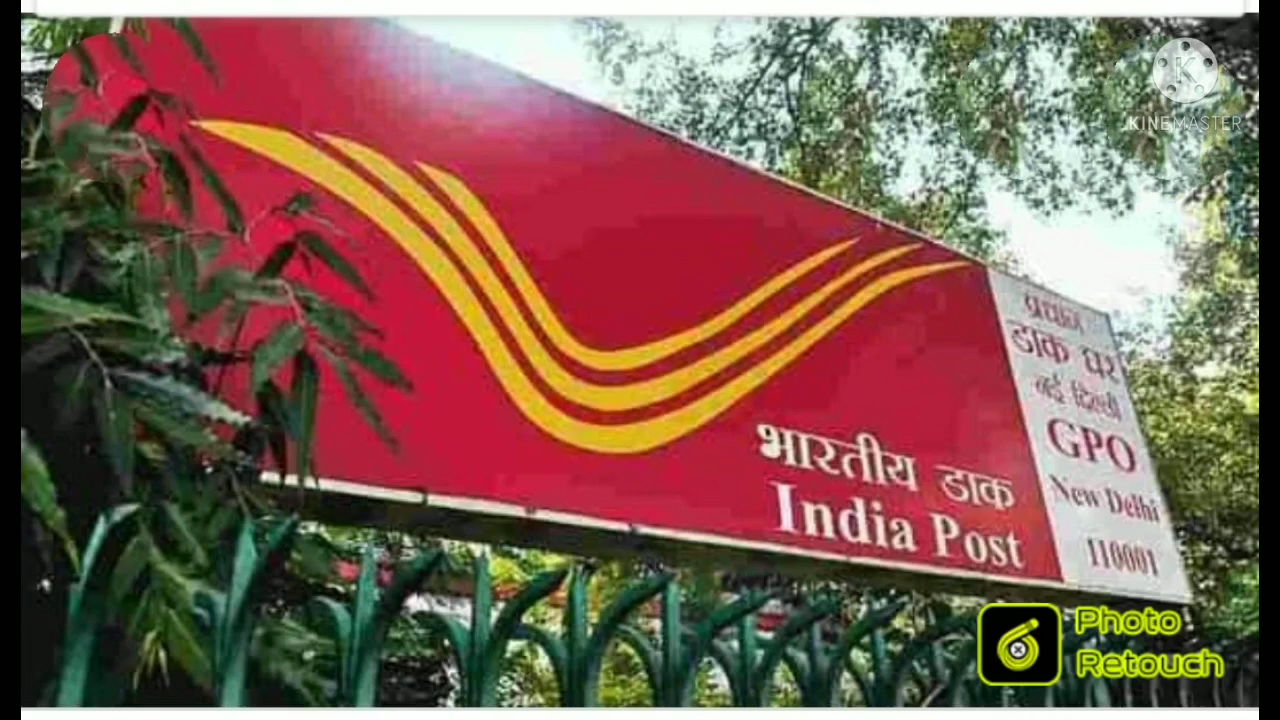 KINEMASTER
भारतीय डाक
India Post
प्रधान
डाक घर
नई दिल्ली
GPO
New Delhi
110001
Photo
Retouch